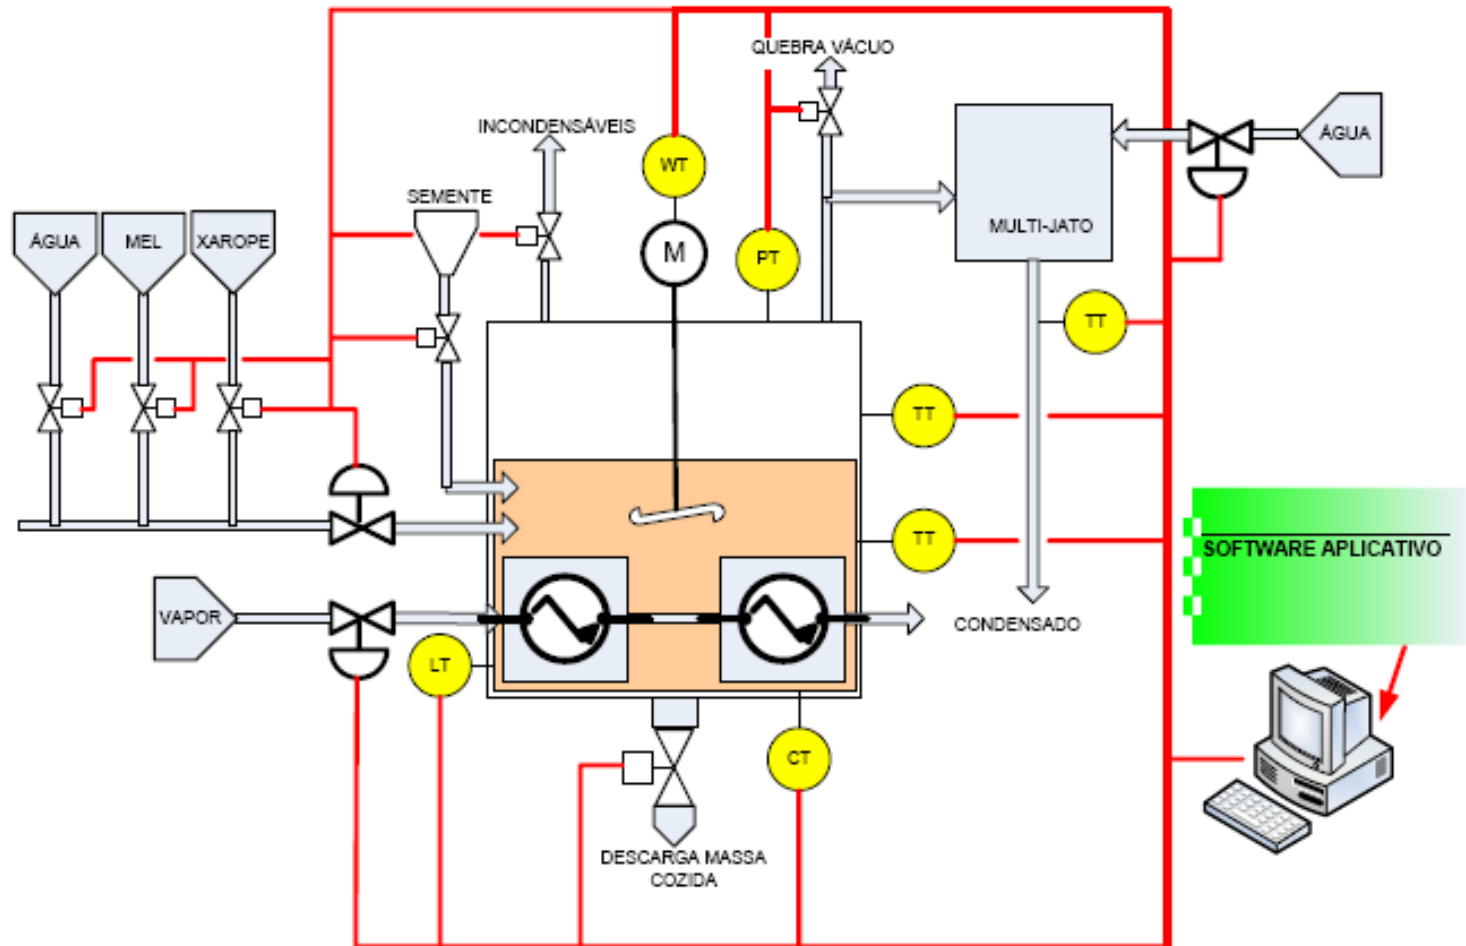 QUEBRA VÁCUO
INCONDENSÁVEIS
ÁGUA
WT
SEMENTE
ÁGUA
MEL
XAROPE
M
PT
MULTI-JATO
TT
TT
TT
SOFTWARE APLICATIVO
VAPOR
CONDENSADO
LT
CT
DESCARGA MASSA
COZIDA